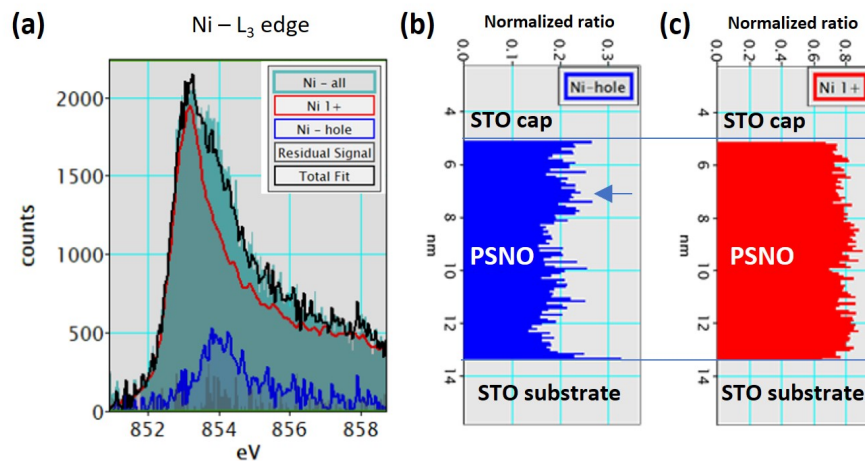 (a) Ni – L₃ edge
Ni – all
Ni 1+
Ni – hole
Residual Signal
Total Fit
counts
2000
1500
1000
500
0
852 854 856 858
eV
(b) Normalized ratio
0.0 0.1 0.2 0.3
Ni-hole
STO cap
PSNO
STO substrate
nm
4
6
8
10
12
14
(c) Normalized ratio
0.0 0.2 0.4 0.6 0.8
Ni 1+
STO cap
PSNO
STO substrate
nm
4
6
8
10
12
14